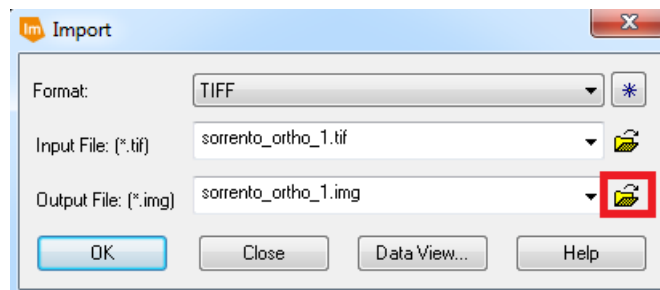 Im Import X
Format: TIFF *
Input File: (*.tif) sorrento_ortho_1.tif
Output File: (*.img) sorrento_ortho_1.img
OK Close Data View... Help